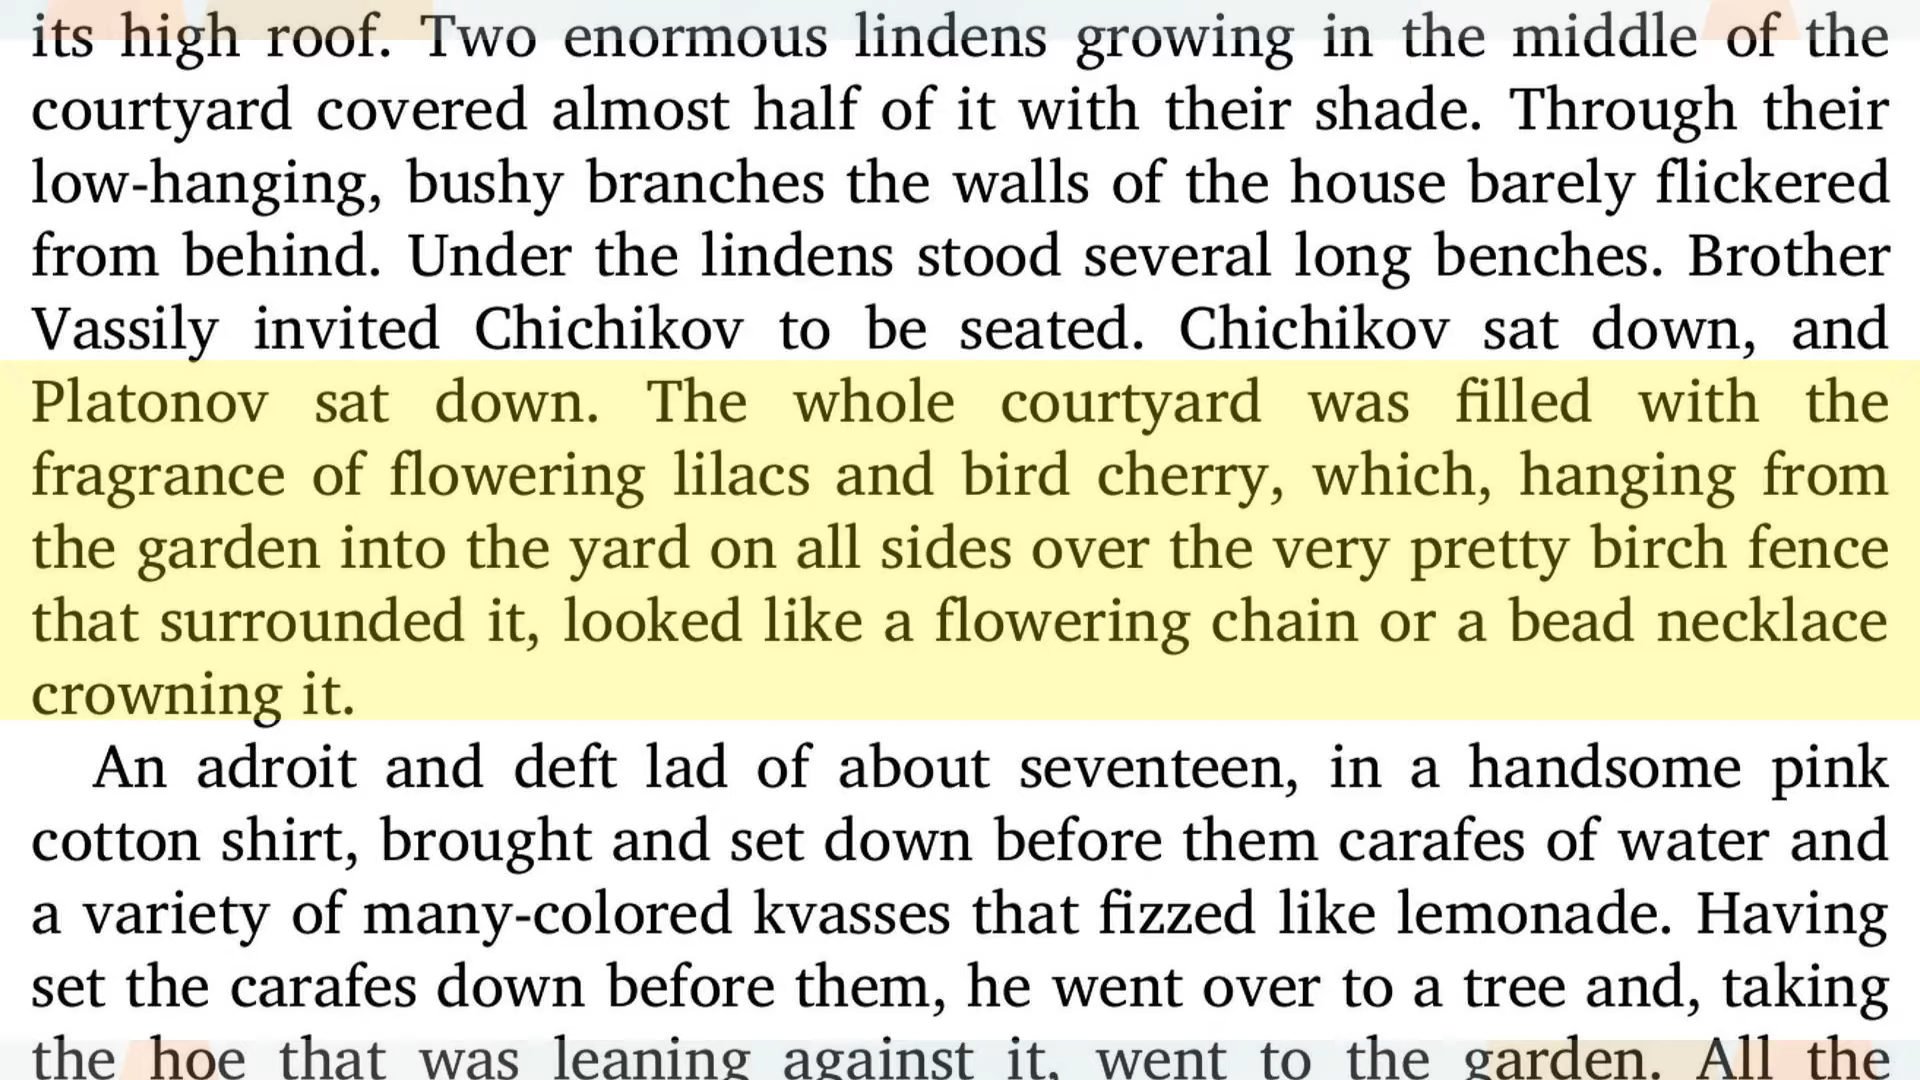 its high roof. Two enormous lindens growing in the middle of the
courtyard covered almost half of it with their shade. Through their
low-hanging, bushy branches the walls of the house barely flickered
from behind. Under the lindens stood several long benches. Brother
Vassily invited Chichikov to be seated. Chichikov sat down, and
Platonov sat down. The whole courtyard was filled with the
fragrance of flowering lilacs and bird cherry, which, hanging from
the garden into the yard on all sides over the very pretty birch fence
that surrounded it, looked like a flowering chain or a bead necklace
crowning it.
An adroit and deft lad of about seventeen, in a handsome pink
cotton shirt, brought and set down before them carafes of water and
a variety of many-colored kvasses that fizzed like lemonade. Having
set the carafes down before them, he went over to a tree and, taking
the hoe that was leaning against it, went to the garden. All the